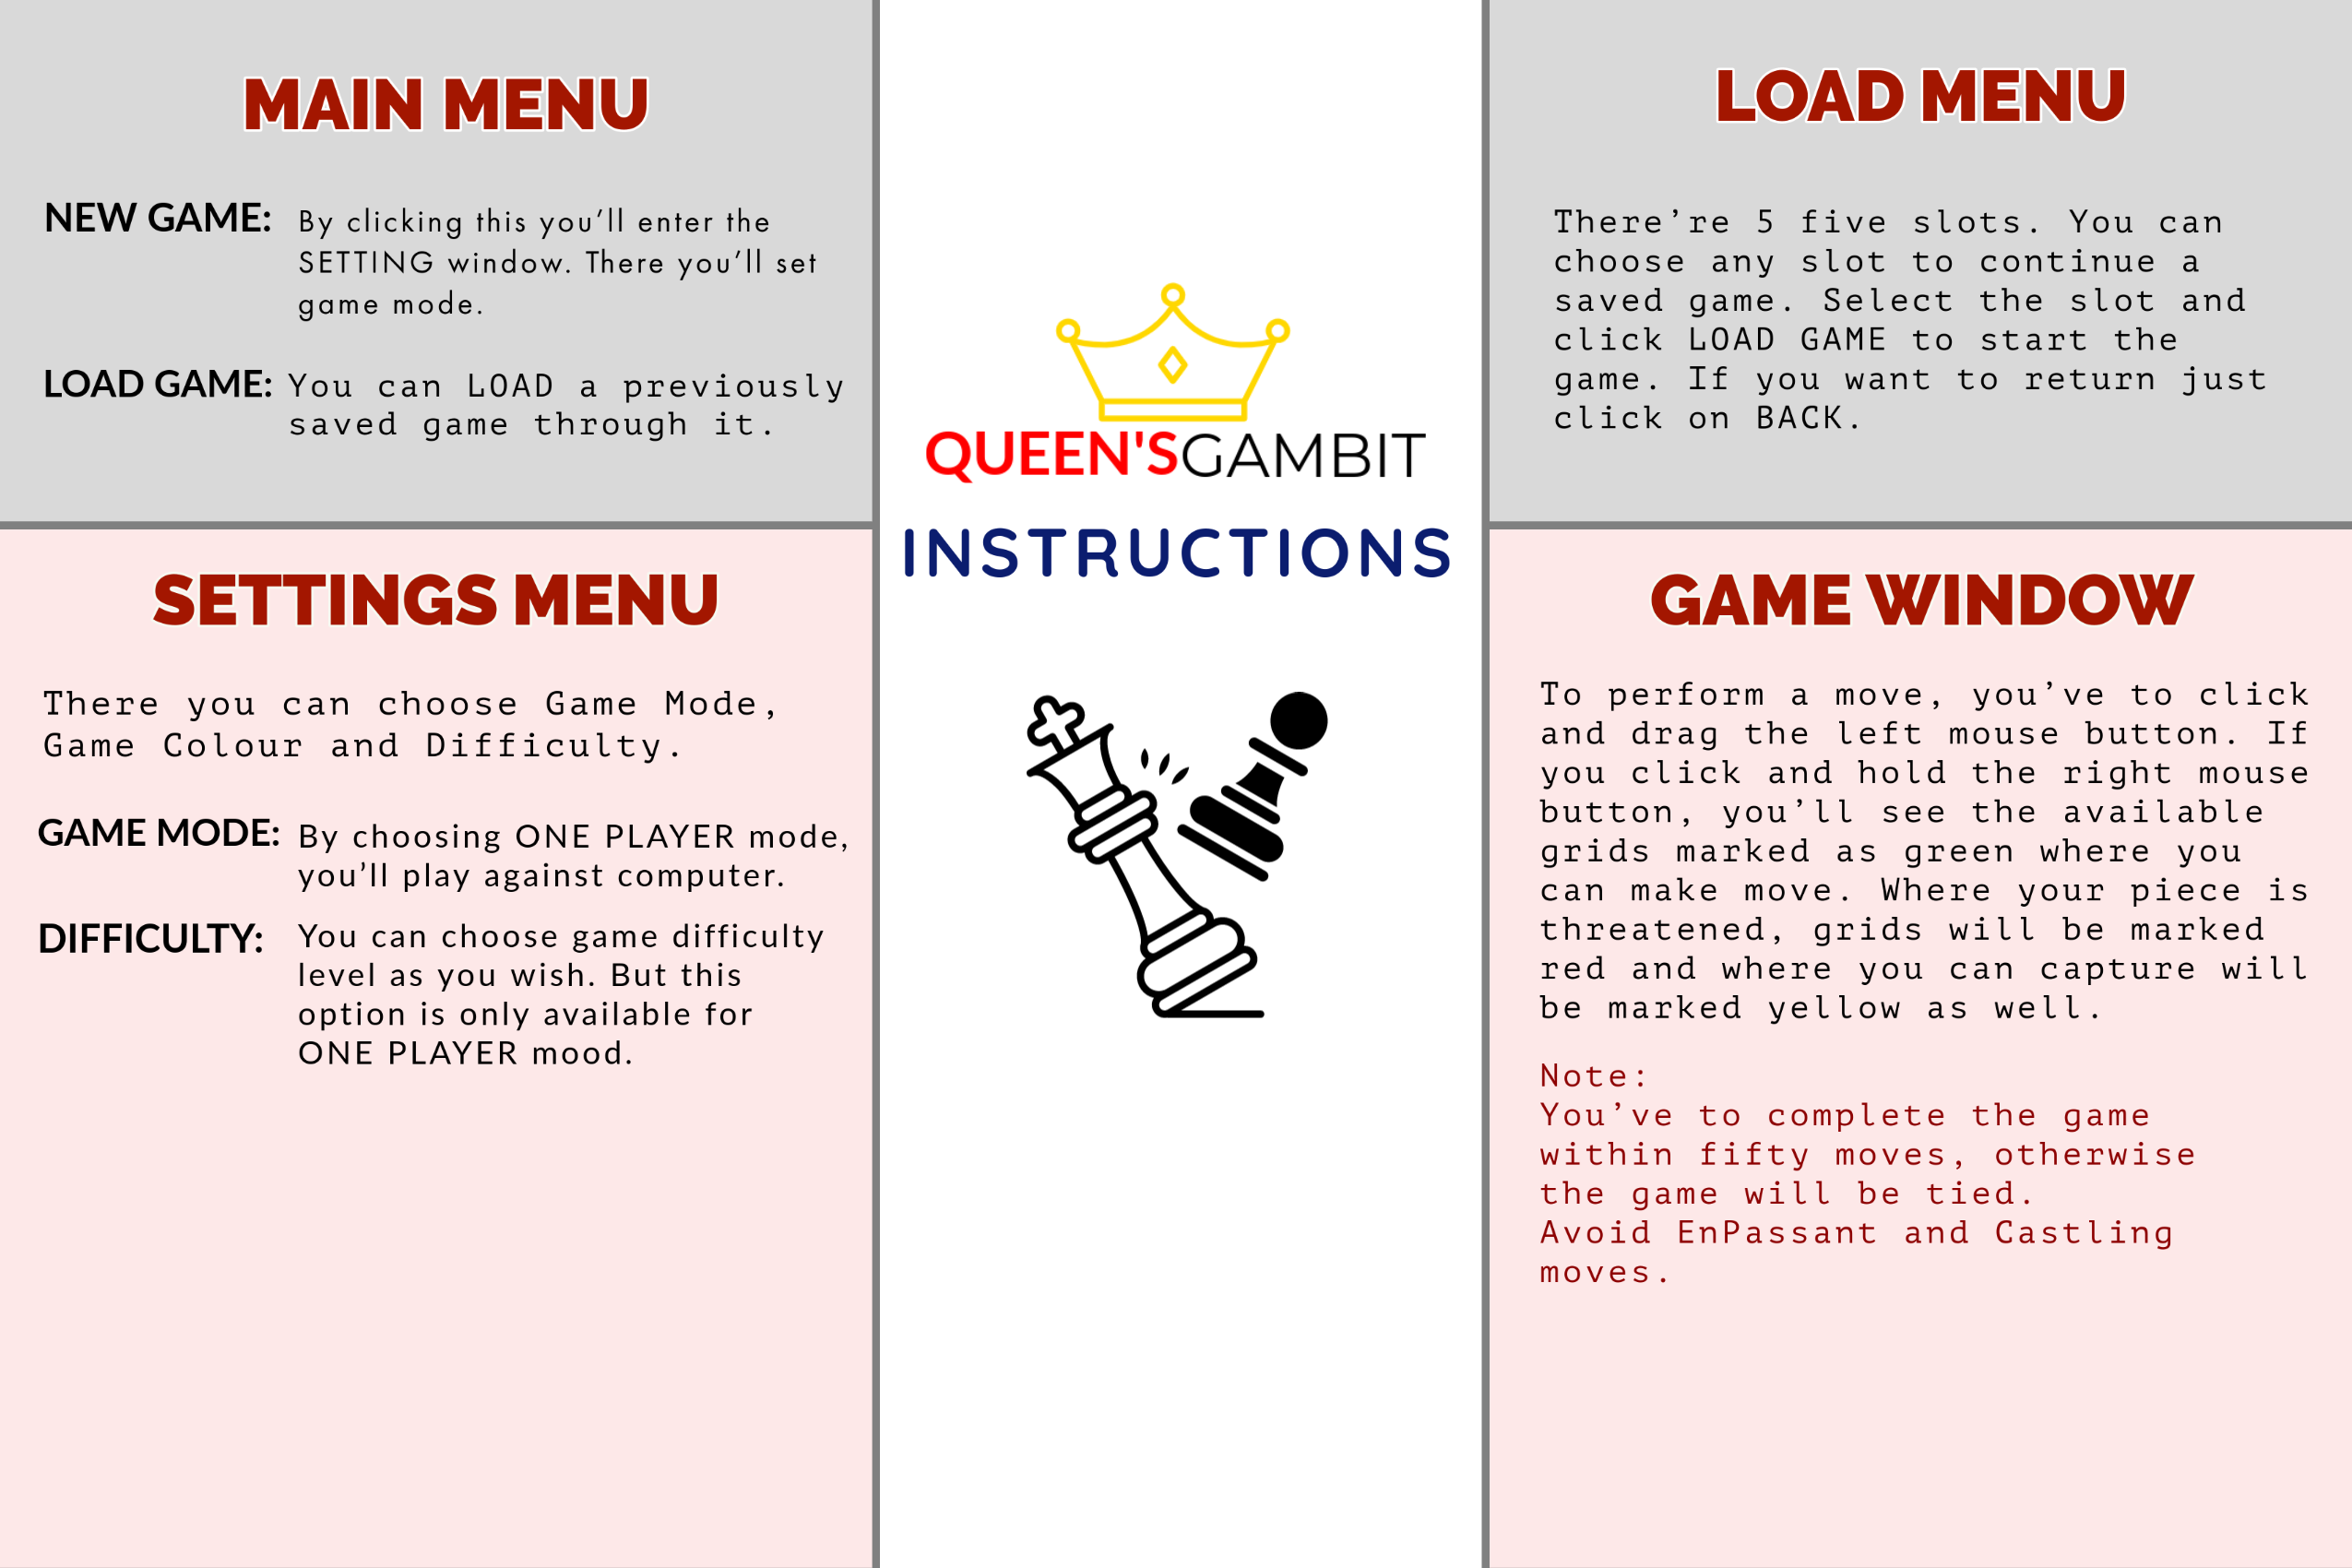 MAIN MENU
NEW GAME: By clicking this you’ll enter the
SETTING window. There you’ll set
game mode.
LOAD GAME: You can LOAD a previously
saved game through it.
SETTINGS MENU
There you can choose Game Mode,
Game Colour and Difficulty.
GAME MODE: By choosing ONE PLAYER mode,
you’ll play against computer.
DIFFICULTY: You can choose game difficulty
level as you wish. But this
option is only available for
ONE PLAYER mood.
QUEEN'SGAMBIT
INSTRUCTIONS
LOAD MENU
There’re 5 five slots. You can
choose any slot to continue a
saved game. Select the slot and
click LOAD GAME to start the
game. If you want to return just
click on BACK.
GAME WINDOW
To perform a move, you’ve to click
and drag the left mouse button. If
you click and hold the right mouse
button, you’ll see the available
grids marked as green where you
can make move. Where your piece is
threatened, grids will be marked
red and where you can capture will
be marked yellow as well.
Note:
You’ve to complete the game
within fifty moves, otherwise
the game will be tied.
Avoid EnPassant and Castling
moves.